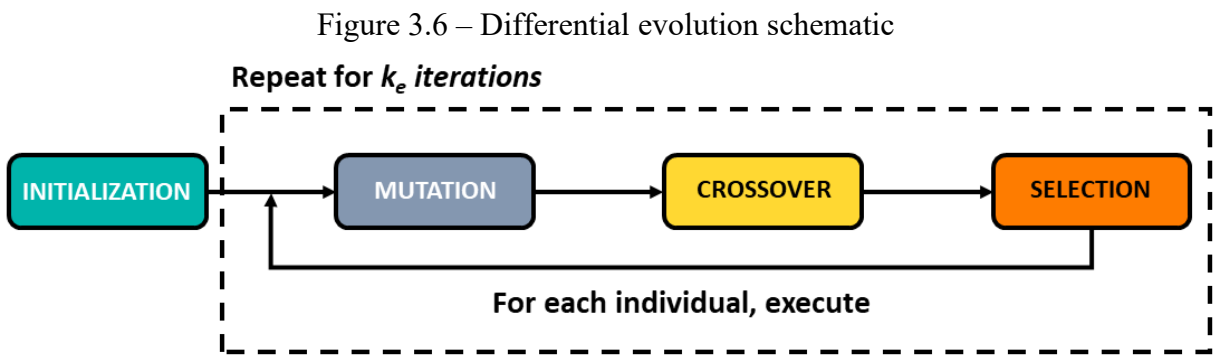 Figure 3.6 – Differential evolution schematic
Repeat for kₑ iterations
INITIALIZATION
MUTATION
CROSSOVER
SELECTION
For each individual, execute